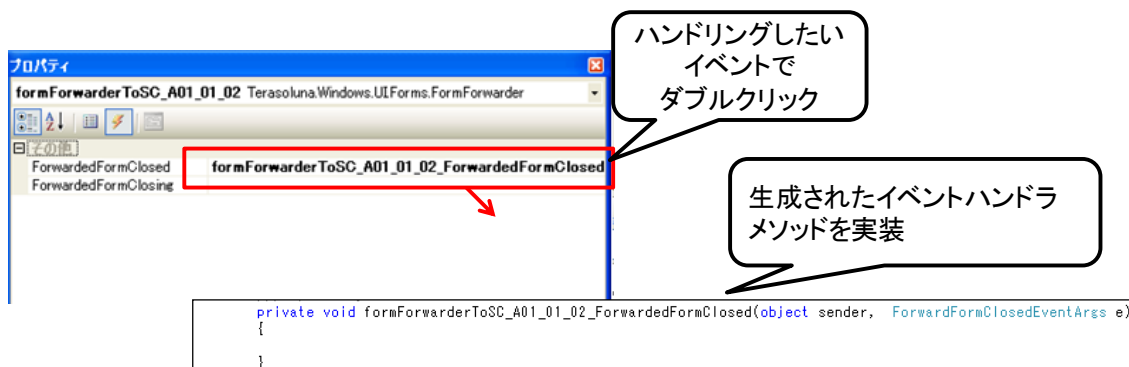 ハンドリングしたい
イベントで
ダブルクリック
プロパティ
formForwarderToSC_A01_01_02 Terasoluna.Windows.UIForms.FormForwarder
その他
ForwardedFormClosed formForwarderToSC_A01_01_02_ForwardedFormClosed
ForwardedFormClosing
生成されたイベントハンドラ
メソッドを実装
private void formForwarderToSC_A01_01_02_ForwardedFormClosed(object sender, ForwardFormClosedEventArgs e)
{
}